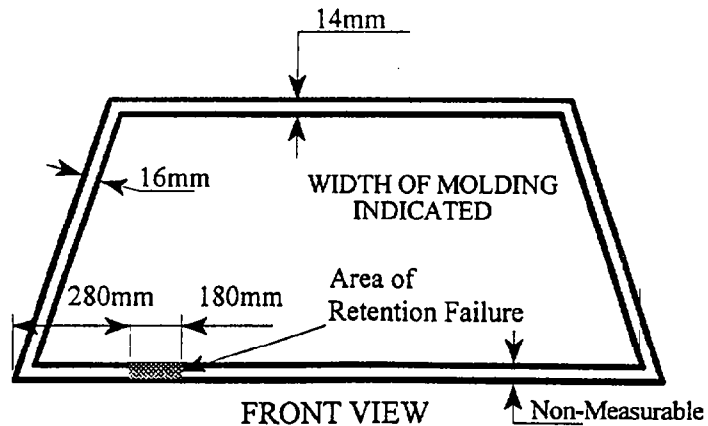 14mm
16mm
WIDTH OF MOLDING
INDICATED
280mm
180mm
Area of
Retention Failure
FRONT VIEW
Non-Measurable